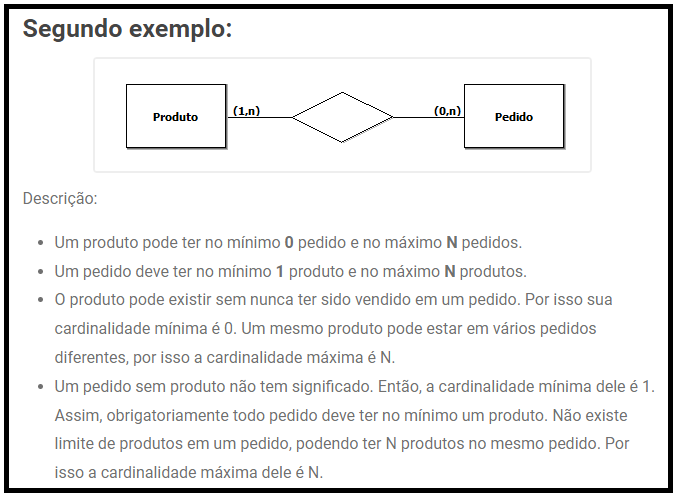 Segundo exemplo:
Produto (1,n) (0,n) Pedido
Descrição:
Um produto pode ter no mínimo 0 pedido e no máximo N pedidos.
Um pedido deve ter no mínimo 1 produto e no máximo N produtos.
O produto pode existir sem nunca ter sido vendido em um pedido. Por isso sua
cardinalidade mínima é 0. Um mesmo produto pode estar em vários pedidos
diferentes, por isso a cardinalidade máxima é N.
Um pedido sem produto não tem significado. Então, a cardinalidade mínima dele é 1.
Assim, obrigatoriamente todo pedido deve ter no mínimo um produto. Não existe
limite de produtos em um pedido, podendo ter N produtos no mesmo pedido. Por
isso a cardinalidade máxima dele é N.